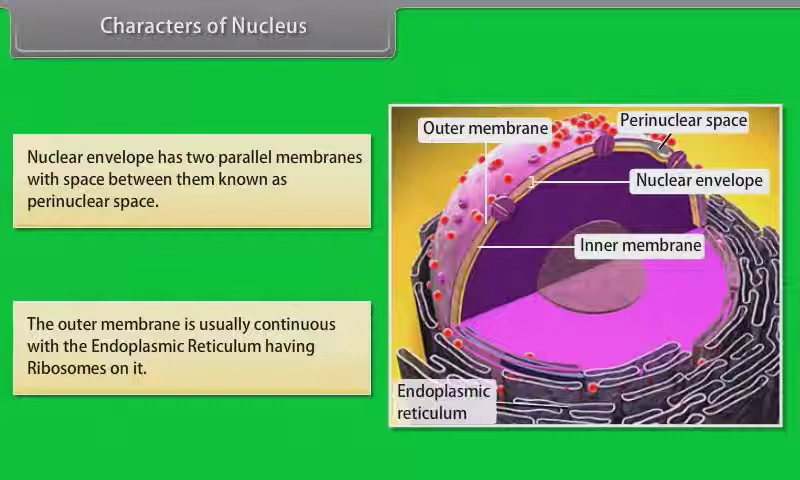 Characters of Nucleus
Nuclear envelope has two parallel membranes
with space between them known as
perinuclear space.
The outer membrane is usually continuous
with the Endoplasmic Reticulum having
Ribosomes on it.
Outer membrane
Perinuclear space
Nuclear envelope
Inner membrane
Endoplasmic
reticulum